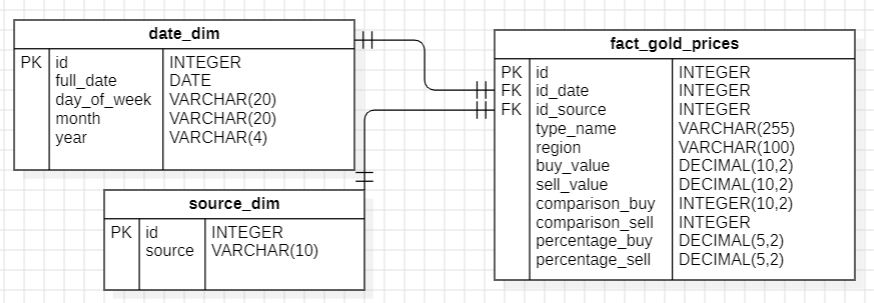 date_dim
PK id INTEGER
full_date DATE
day_of_week VARCHAR(20)
month VARCHAR(20)
year VARCHAR(4)
source_dim
PK id INTEGER
source VARCHAR(10)
fact_gold_prices
PK id INTEGER
FK id_date INTEGER
FK id_source INTEGER
type_name VARCHAR(255)
region VARCHAR(100)
buy_value DECIMAL(10,2)
sell_value DECIMAL(10,2)
comparison_buy INTEGER(10,2)
comparison_sell INTEGER
percentage_buy DECIMAL(5,2)
percentage_sell DECIMAL(5,2)